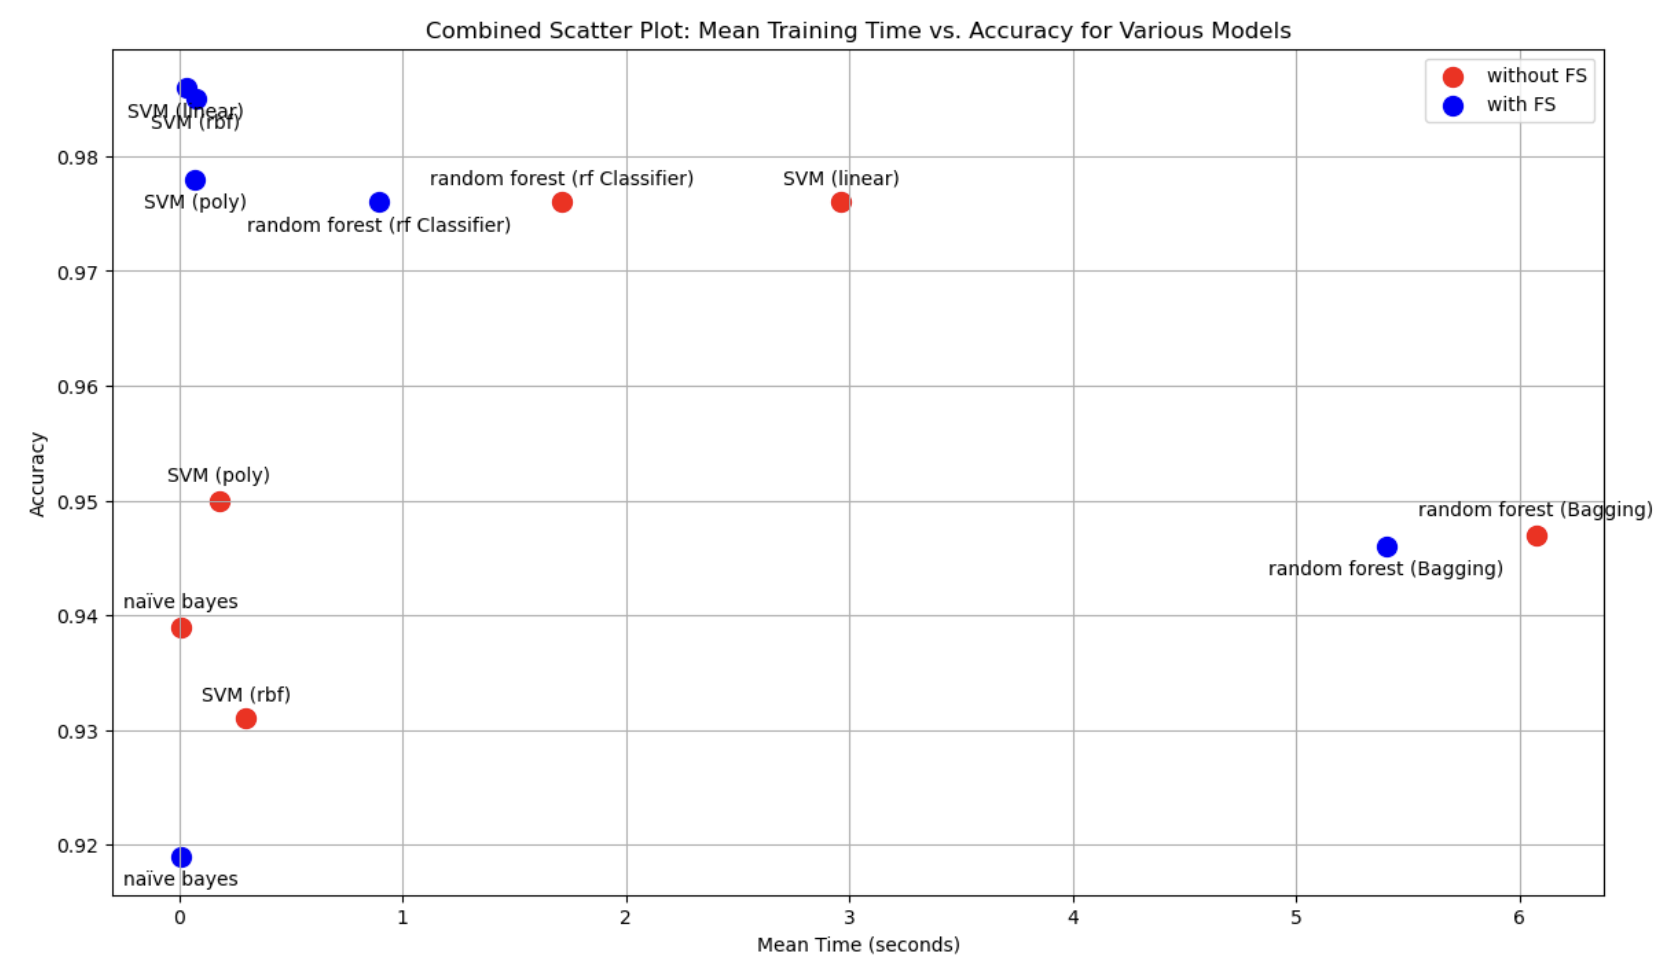 Combined Scatter Plot: Mean Training Time vs. Accuracy for Various Models
without FS
with FS
SVM (linear)
SVM (rbf)
SVM (poly)
random forest (rf Classifier)
random forest (rf Classifier)
SVM (linear)
SVM (poly)
random forest (Bagging)
random forest (Bagging)
naïve bayes
SVM (rbf)
naïve bayes
0.98
0.97
0.96
0.95
0.94
0.93
0.92
Accuracy
0 1 2 3 4 5 6
Mean Time (seconds)